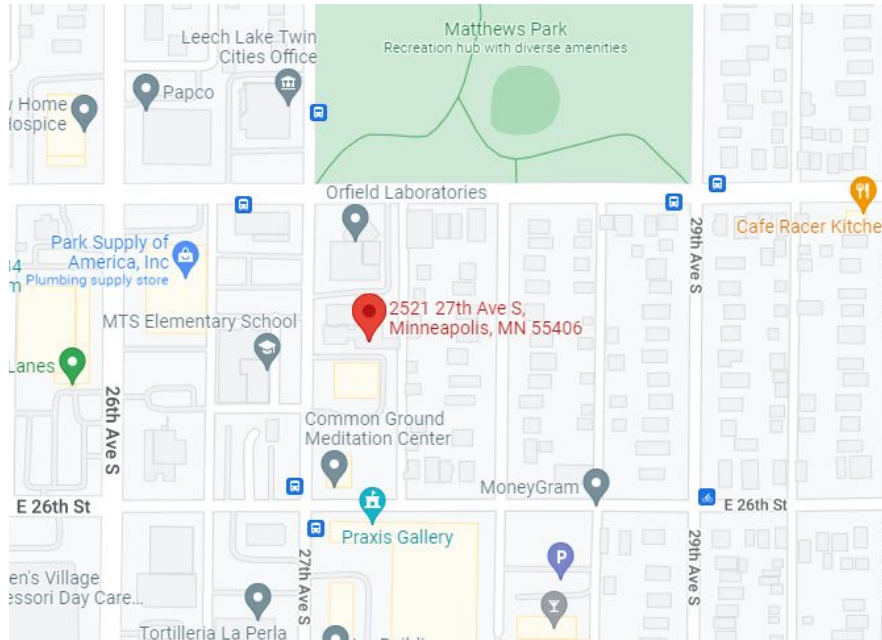 Matthews Park
Recreation hub with diverse amenities
Leech Lake Twin
Cities Office
Papco
Home
Hospice
Orfield Laboratories
29th Ave S
Cafe Racer Kitche
Park Supply of
America, Inc
Plumbing supply store
2521 27th Ave S,
Minneapolis, MN 55406
MTS Elementary School
Lanes
26th Ave S
Common Ground
Meditation Center
MoneyGram
E 26th St
E 26th St
Praxis Gallery
27th Ave S
29th Ave S
P
en's Village
essori Day Care...
Tortilleria La Perla